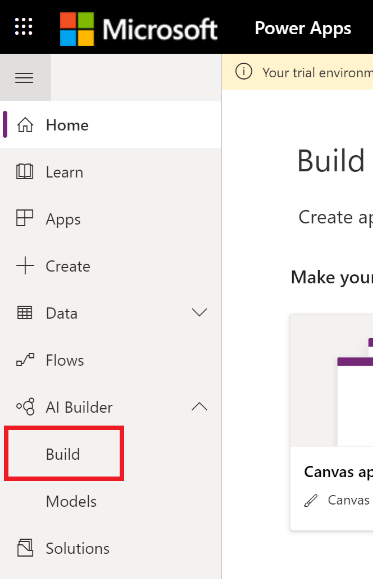 Microsoft Power Apps
Your trial environm
Home
Learn
Apps
Create
Data
Flows
AI Builder
Build
Models
Solutions
Build
Create ap
Make your
Canvas ap
Canvas